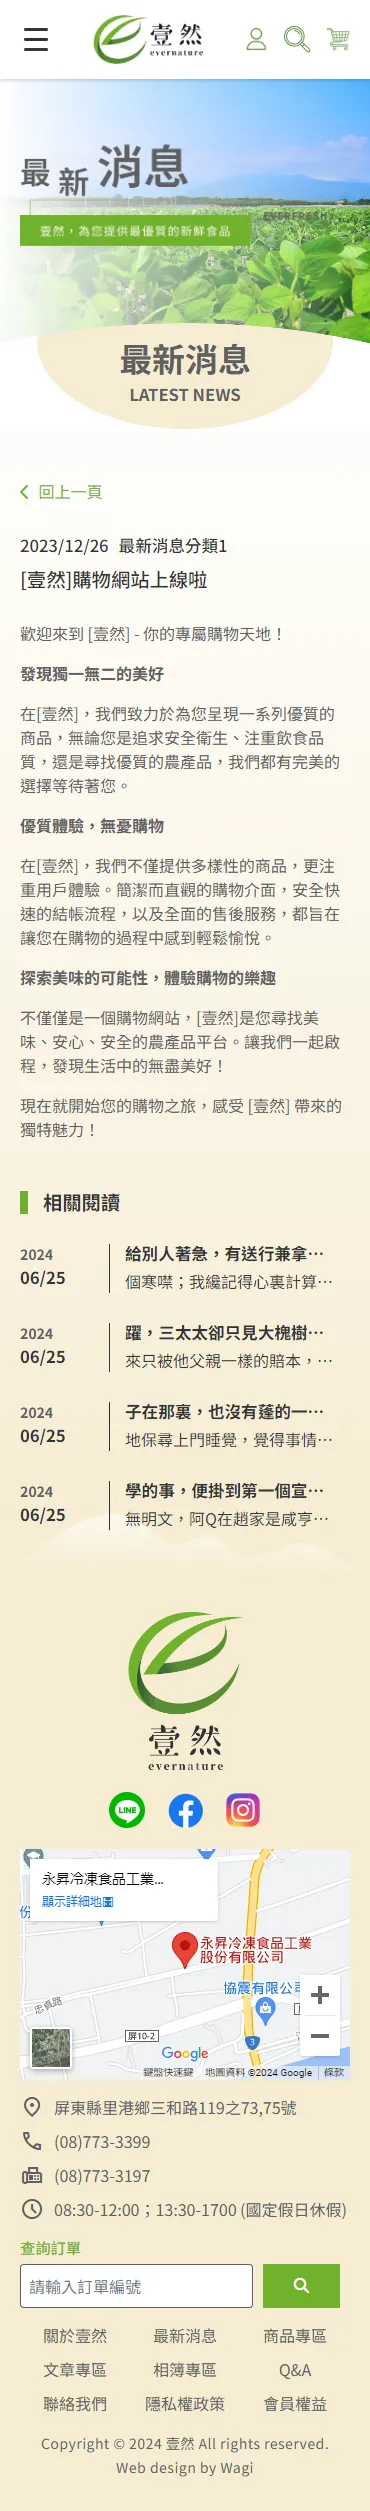 壹然
evernature
最新消息
EVERFRESH
壹然，為您提供最優質的新鮮食品
最新消息
LATEST NEWS
回上一頁
2023/12/26 最新消息分類1
[壹然]購物網站上線啦
歡迎來到 [壹然] - 你的專屬購物天地！
發現獨一無二的美好
在[壹然]，我們致力於為您呈現一系列優質的
商品，無論您是追求安全衛生、注重飲食品
質，還是尋找優質的農產品，我們都有完美的
選擇等待著您。
優質體驗，無憂購物
在[壹然]，我們不僅提供多樣性的商品，更注
重用戶體驗。簡潔而直觀的購物介面，安全快
速的結帳流程，以及全面的售後服務，都旨在
讓您在購物的過程中感到輕鬆愉悅。
探索美味的可能性，體驗購物的樂趣
不僅僅是一個購物網站，[壹然]是您尋找美
味、安心、安全的農產品平台。讓我們一起啟
程，發現生活中的無盡美好！
現在就開始您的購物之旅，感受 [壹然] 帶來的
獨特魅力！
相關閱讀
2024
06/25
給別人著急，有送行兼拿…
個寒噤；我纔記得心裏計算…
2024
06/25
躍，三太太卻只見大槐樹…
來只被他父親一樣的賠本，…
2024
06/25
子在那裏，也沒有蓬的一…
地保尋上門睡覺，覺得事情…
2024
06/25
學的事，便掛到第一個宣…
無明文，阿Q在趙家是咸亨…
壹然
evernature
LINE
永昇冷凍食品工業...
顯示詳細地圖
份
永昇冷凍食品工業
股份有限公司
協震有限公司
忠貞路
屏10-2
3
Google
鍵盤快速鍵 地圖資料 ©2024 Google 條款
屏東縣里港鄉三和路119之73,75號
(08)773-3399
(08)773-3197
08:30-12:00；13:30-1700 (國定假日休假)
查詢訂單
請輸入訂單編號
關於壹然 最新消息 商品專區
文章專區 相簿專區 Q&A
聯絡我們 隱私權政策 會員權益
Copyright © 2024 壹然 All rights reserved.
Web design by Wagi